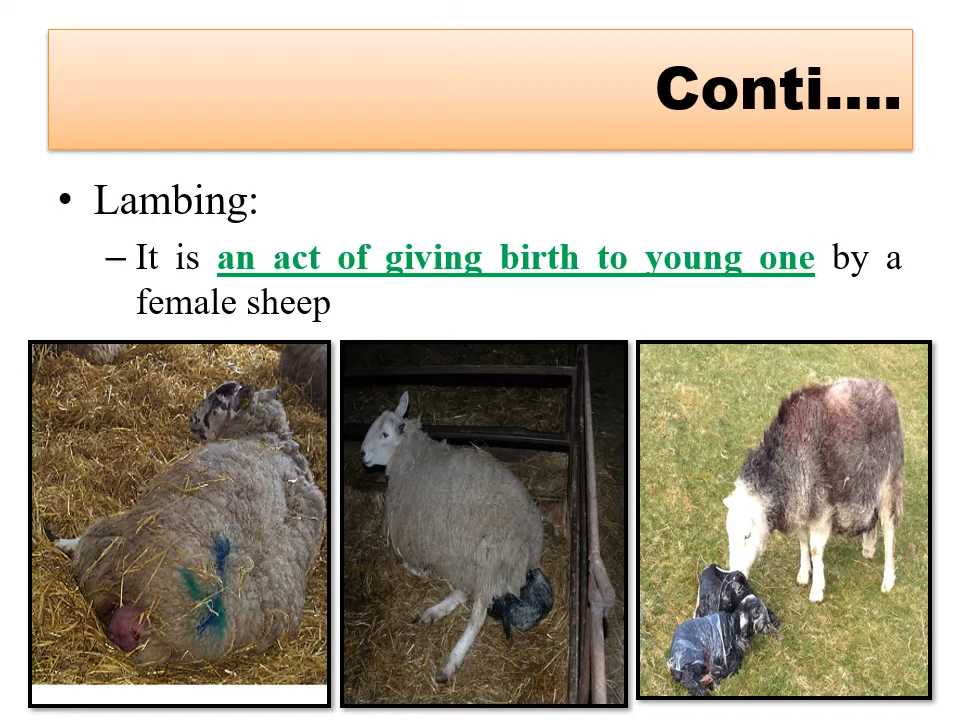 Conti....
• Lambing:
– It is an act of giving birth to young one by a
female sheep